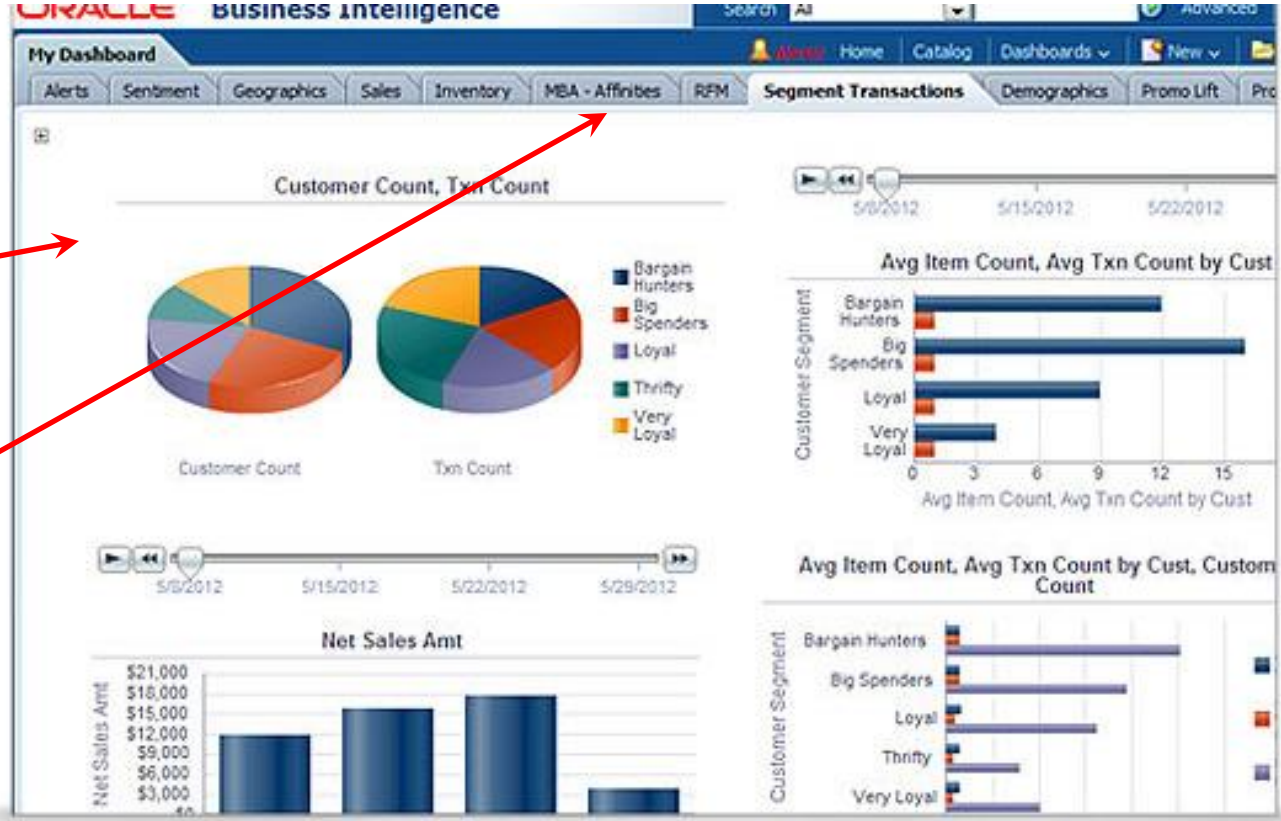 ORACLE Business Intelligence
Search All Advanced
My Dashboard
Alerts! Home Catalog Dashboards New
Alerts Sentiment Geographics Sales Inventory MBA - Affinities RFM Segment Transactions Demographics Promo Lift Pro
Customer Count, Txn Count
Bargain
Hunters
Big
Spenders
Loyal
Thrifty
Very
Loyal
Customer Count Txn Count
5/8/2012 5/15/2012 5/22/2012
Avg Item Count, Avg Txn Count by Cust
Customer Segment
Bargain
Hunters
Big
Spenders
Loyal
Very
Loyal
0 3 6 9 12 15
Avg Item Count, Avg Txn Count by Cust
5/8/2012 5/15/2012 5/22/2012 5/29/2012
Net Sales Amt
Net Sales Amt
$21,000
$18,000
$15,000
$12,000
$9,000
$6,000
$3,000
$0
Avg Item Count, Avg Txn Count by Cust, Custom
Count
Customer Segment
Bargain Hunters
Big Spenders
Loyal
Thrifty
Very Loyal